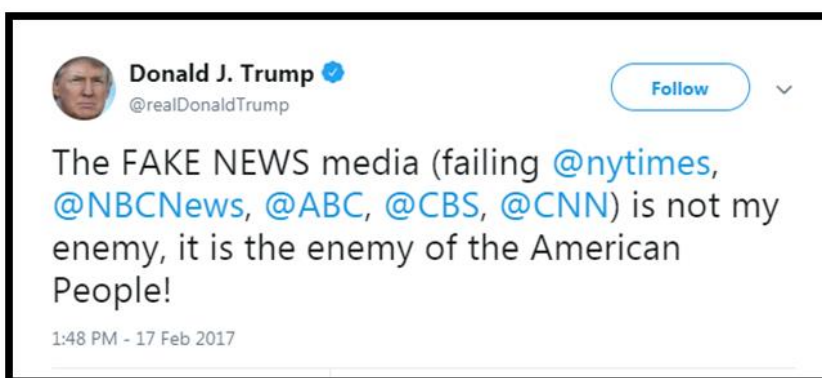 Donald J. Trump
@realDonaldTrump
Follow
The FAKE NEWS media (failing @nytimes,
@NBCNews, @ABC, @CBS, @CNN) is not my
enemy, it is the enemy of the American
People!
1:48 PM - 17 Feb 2017